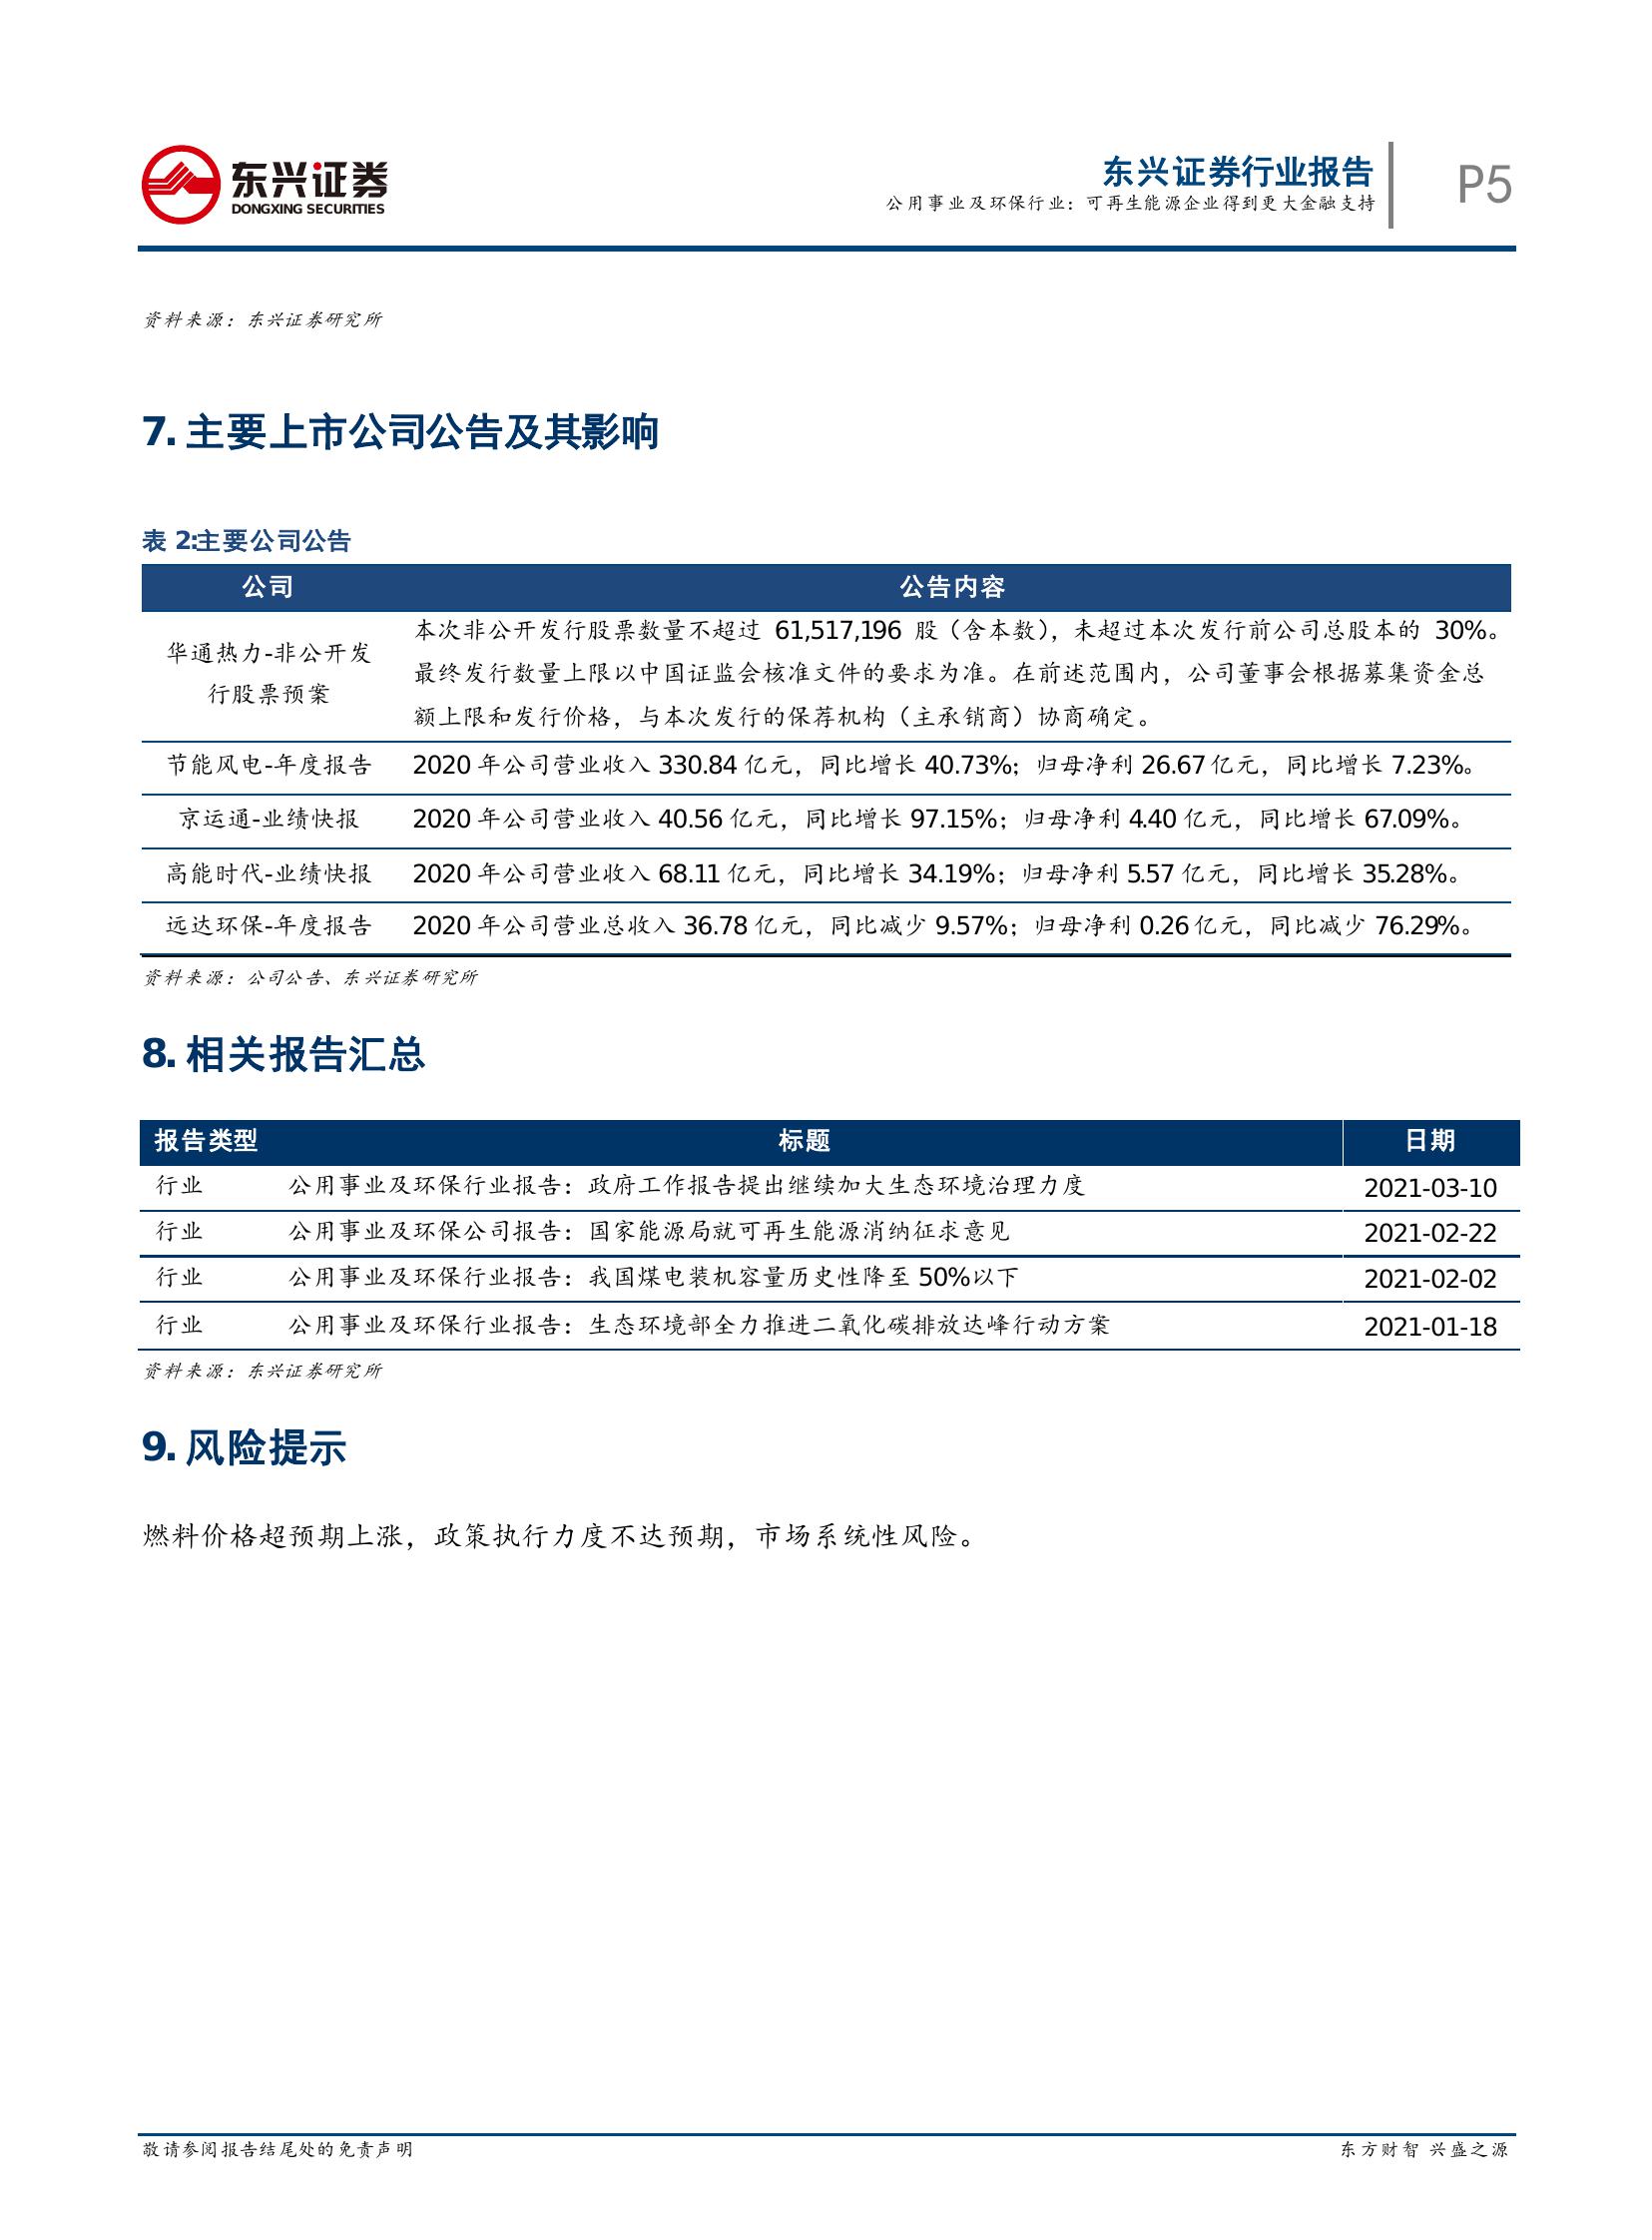 东兴证券
DONGXING SECURITIES
东兴证券行业报告
公用事业及环保行业：可再生能源企业得到更大金融支持
P5
资料来源：东兴证券研究所
7. 主要上市公司公告及其影响
表 2:主要公司公告
公司 公告内容
华通热力-非公开发
行股票预案
本次非公开发行股票数量不超过 61,517,196 股（含本数），未超过本次发行前公司总股本的 30%。
最终发行数量上限以中国证监会核准文件的要求为准。在前述范围内，公司董事会根据募集资金总
额上限和发行价格，与本次发行的保荐机构（主承销商）协商确定。
节能风电-年度报告 2020 年公司营业收入 330.84 亿元，同比增长 40.73%；归母净利 26.67 亿元，同比增长 7.23%。
京运通-业绩快报 2020 年公司营业收入 40.56 亿元，同比增长 97.15%；归母净利 4.40 亿元，同比增长 67.09%。
高能时代-业绩快报 2020 年公司营业收入 68.11 亿元，同比增长 34.19%；归母净利 5.57 亿元，同比增长 35.28%。
远达环保-年度报告 2020 年公司营业总收入 36.78 亿元，同比减少 9.57%；归母净利 0.26 亿元，同比减少 76.29%。
资料来源：公司公告、东兴证券研究所
8. 相关报告汇总
报告类型 标题 日期
行业 公用事业及环保行业报告：政府工作报告提出继续加大生态环境治理力度 2021-03-10
行业 公用事业及环保公司报告：国家能源局就可再生能源消纳征求意见 2021-02-22
行业 公用事业及环保行业报告：我国煤电装机容量历史性降至 50%以下 2021-02-02
行业 公用事业及环保行业报告：生态环境部全力推进二氧化碳排放达峰行动方案 2021-01-18
资料来源：东兴证券研究所
9. 风险提示
燃料价格超预期上涨，政策执行力度不达预期，市场系统性风险。
敬请参阅报告结尾处的免责声明
东方财智 兴盛之源